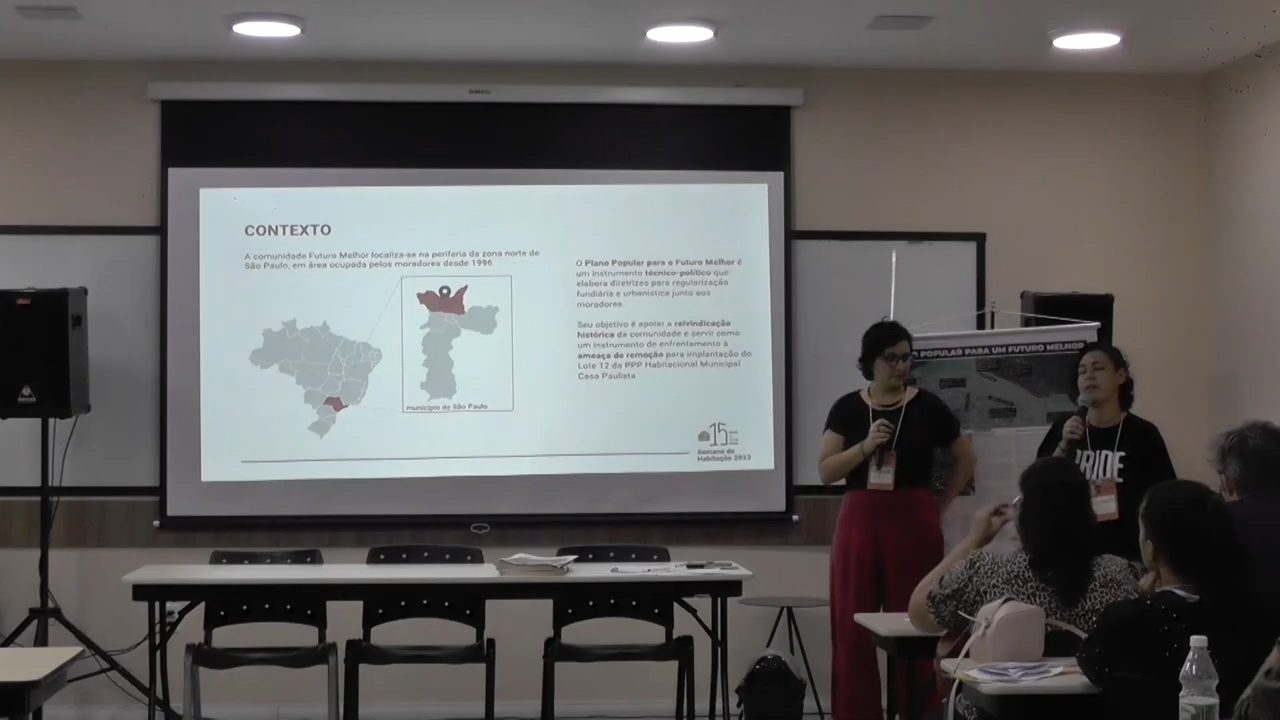 CONTEXTO
A comunidade Futuro Melhor localiza-se na periferia da zona norte de
São Paulo, em área ocupada pelos moradores desde 1996
município de São Paulo
O Plano Popular para o Futuro Melhor é
um instrumento técnico-político que
elabora diretrizes para regularização
fundiária e urbanística junto aos
moradores.
Seu objetivo é apoiar a reivindicação
histórica da comunidade e servir como
um instrumento de enfrentamento à
ameaça de remoção para implantação do
Lote 12 da PPP Habitacional Municipal
Casa Paulista
15
Semana da
Habitação 2023
O POPULAR PARA UM FUTURO MELHOR
PRIDE